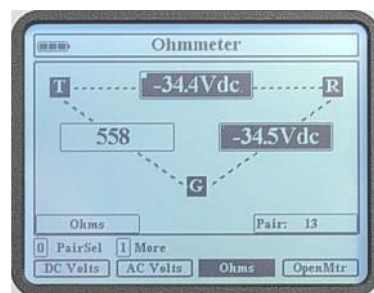 Ohmmeter
T -34.4Vdc R
558 -34.5Vdc
G
Ohms Pair: 13
0 PairSel 1 More
DC Volts AC Volts Ohms OpenMtr